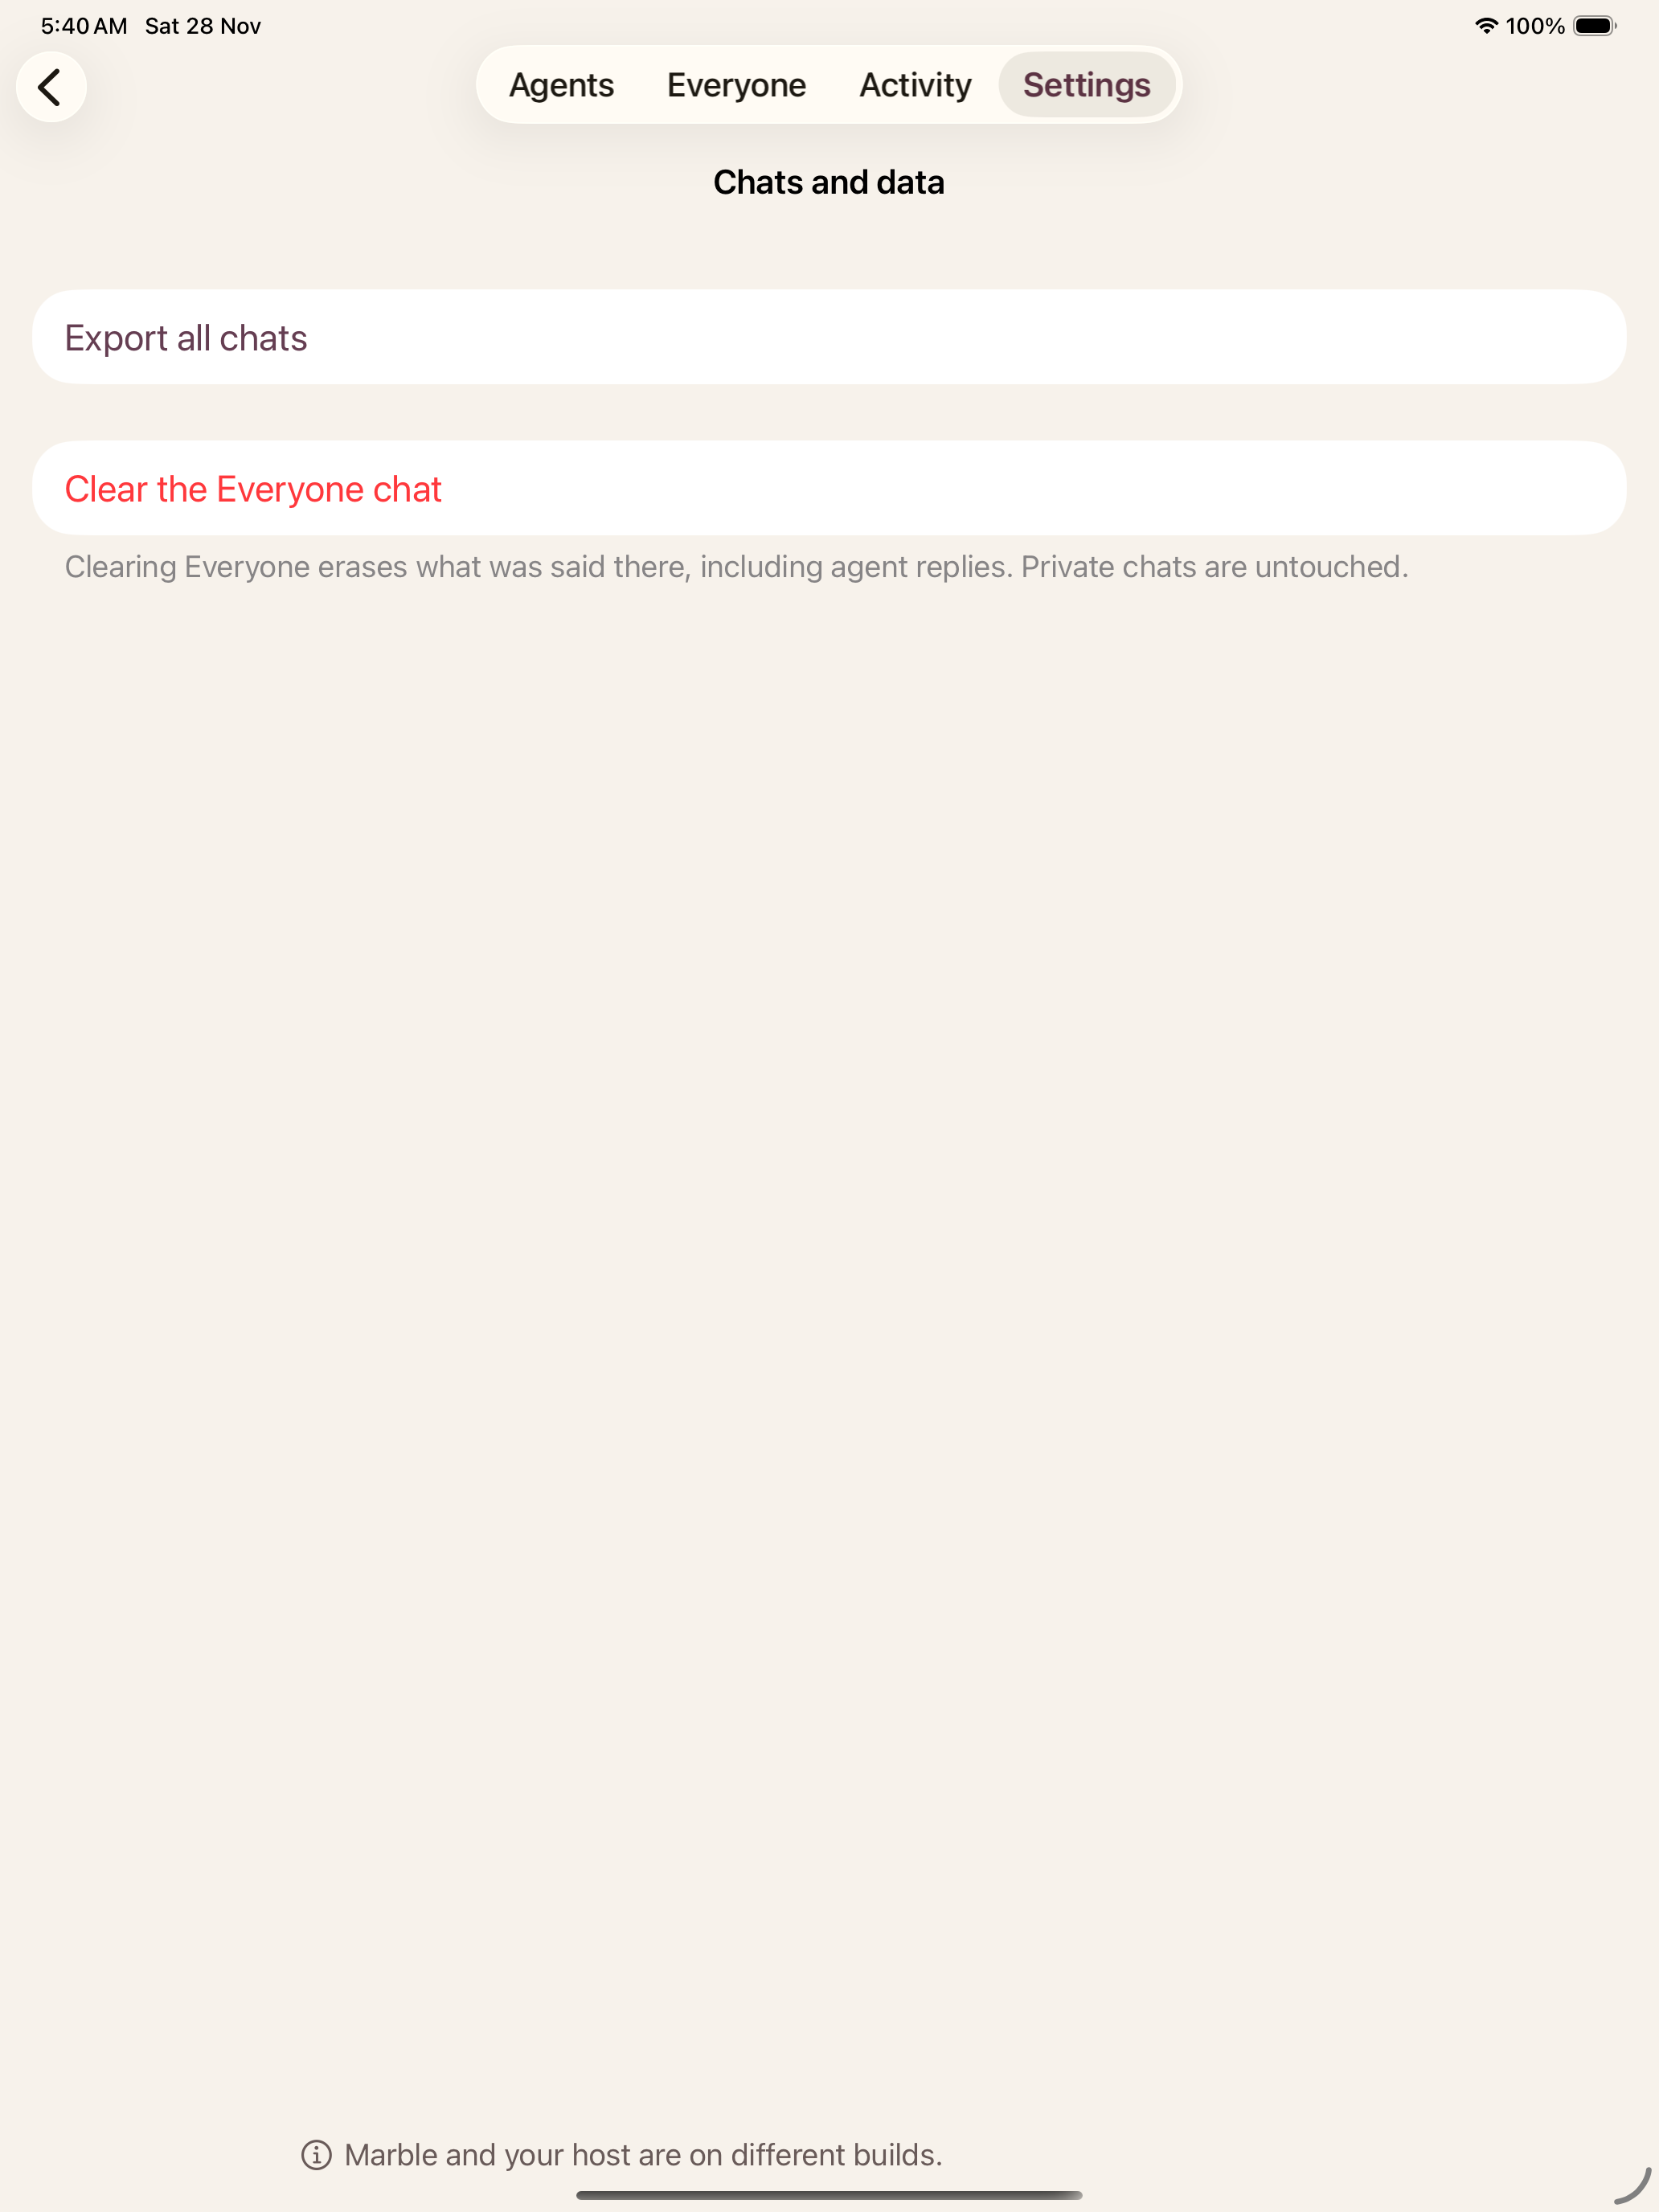 5:40 AM Sat 28 Nov
100%
Agents Everyone Activity Settings
Chats and data
Export all chats
Clear the Everyone chat
Clearing Everyone erases what was said there, including agent replies. Private chats are untouched.
Marble and your host are on different builds.